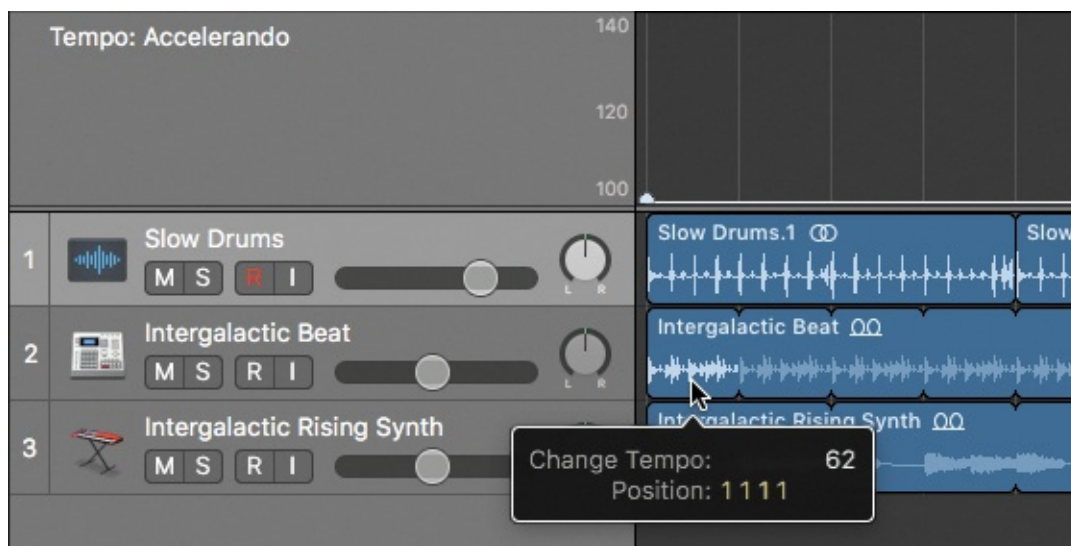 Tempo: Accelerando
140
120
100
1
Slow Drums
M S R I
L R
Slow Drums.1
Slow
2
Intergalactic Beat
M S R I
L R
Intergalactic Beat
3
Intergalactic Rising Synth
M S R I
Intergalactic Rising Synth
Change Tempo: 62
Position: 1 1 1 1